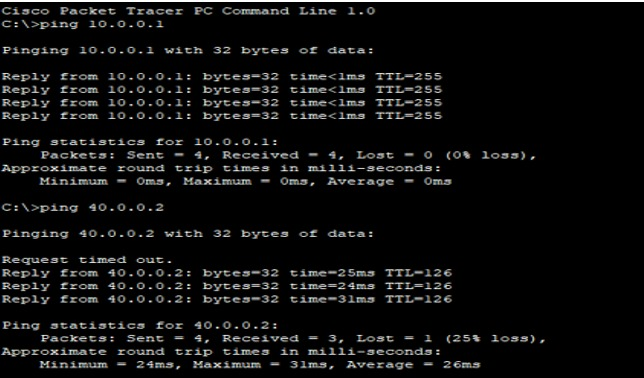 Cisco Packet Tracer PC Command Line 1.0
C:\>ping 10.0.0.1
Pinging 10.0.0.1 with 32 bytes of data:
Reply from 10.0.0.1: bytes=32 time<1ms TTL=255
Reply from 10.0.0.1: bytes=32 time<1ms TTL=255
Reply from 10.0.0.1: bytes=32 time<1ms TTL=255
Reply from 10.0.0.1: bytes=32 time<1ms TTL=255
Ping statistics for 10.0.0.1:
Packets: Sent = 4, Received = 4, Lost = 0 (0% loss),
Approximate round trip times in milli-seconds:
Minimum = 0ms, Maximum = 0ms, Average = 0ms
C:\>ping 40.0.0.2
Pinging 40.0.0.2 with 32 bytes of data:
Request timed out.
Reply from 40.0.0.2: bytes=32 time=25ms TTL=126
Reply from 40.0.0.2: bytes=32 time=24ms TTL=126
Reply from 40.0.0.2: bytes=32 time=31ms TTL=126
Ping statistics for 40.0.0.2:
Packets: Sent = 4, Received = 3, Lost = 1 (25% loss),
Approximate round trip times in milli-seconds:
Minimum = 24ms, Maximum = 31ms, Average = 26ms